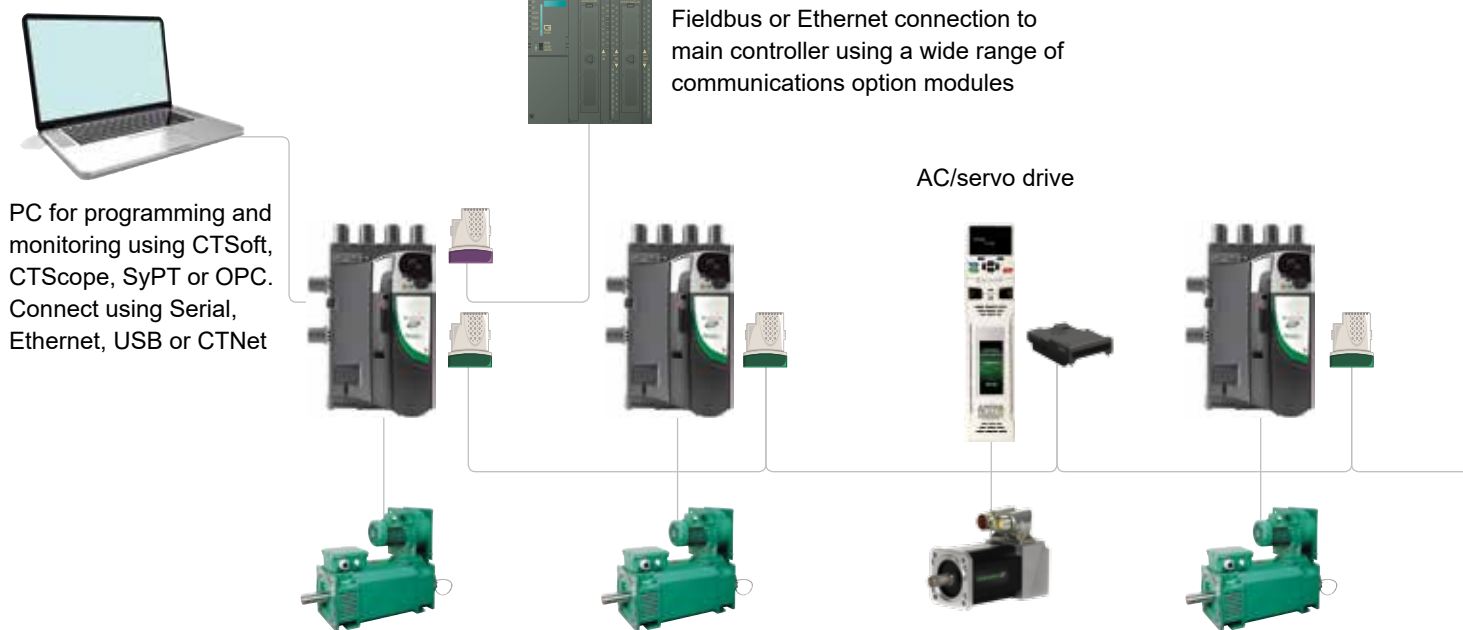 Fieldbus or Ethernet connection to
main controller using a wide range of
communications option modules
AC/servo drive
PC for programming and
monitoring using CTSoft,
CTScope, SyPT or OPC.
Connect using Serial,
Ethernet, USB or CTNet